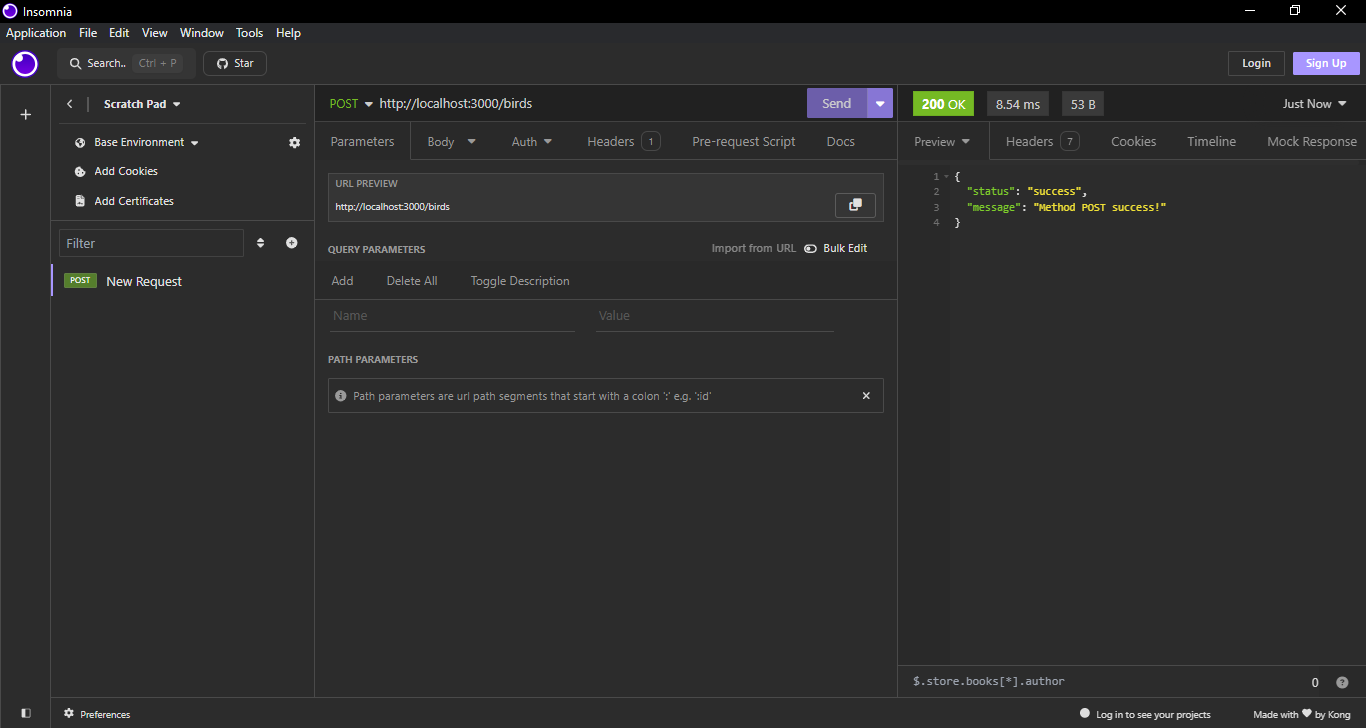 Insomnia
Application File Edit View Window Tools Help
Search.. Ctrl + P Star Login Sign Up
Scratch Pad
Base Environment
Add Cookies
Add Certificates
Filter
POST New Request
POST http://localhost:3000/birds Send
Parameters Body Auth Headers 1 Pre-request Script Docs
URL PREVIEW
http://localhost:3000/birds
QUERY PARAMETERS Import from URL Bulk Edit
Add Delete All Toggle Description
Name Value
PATH PARAMETERS
Path parameters are url path segments that start with a colon ':' e.g. ':id'
200 OK 8.54 ms 53 B Just Now
Preview Headers 7 Cookies Timeline Mock Response
1 {
2 "status": "success",
3 "message": "Method POST success!"
4 }
$.store.books[*].author 0
Preferences Log in to see your projects Made with ♥ by Kong